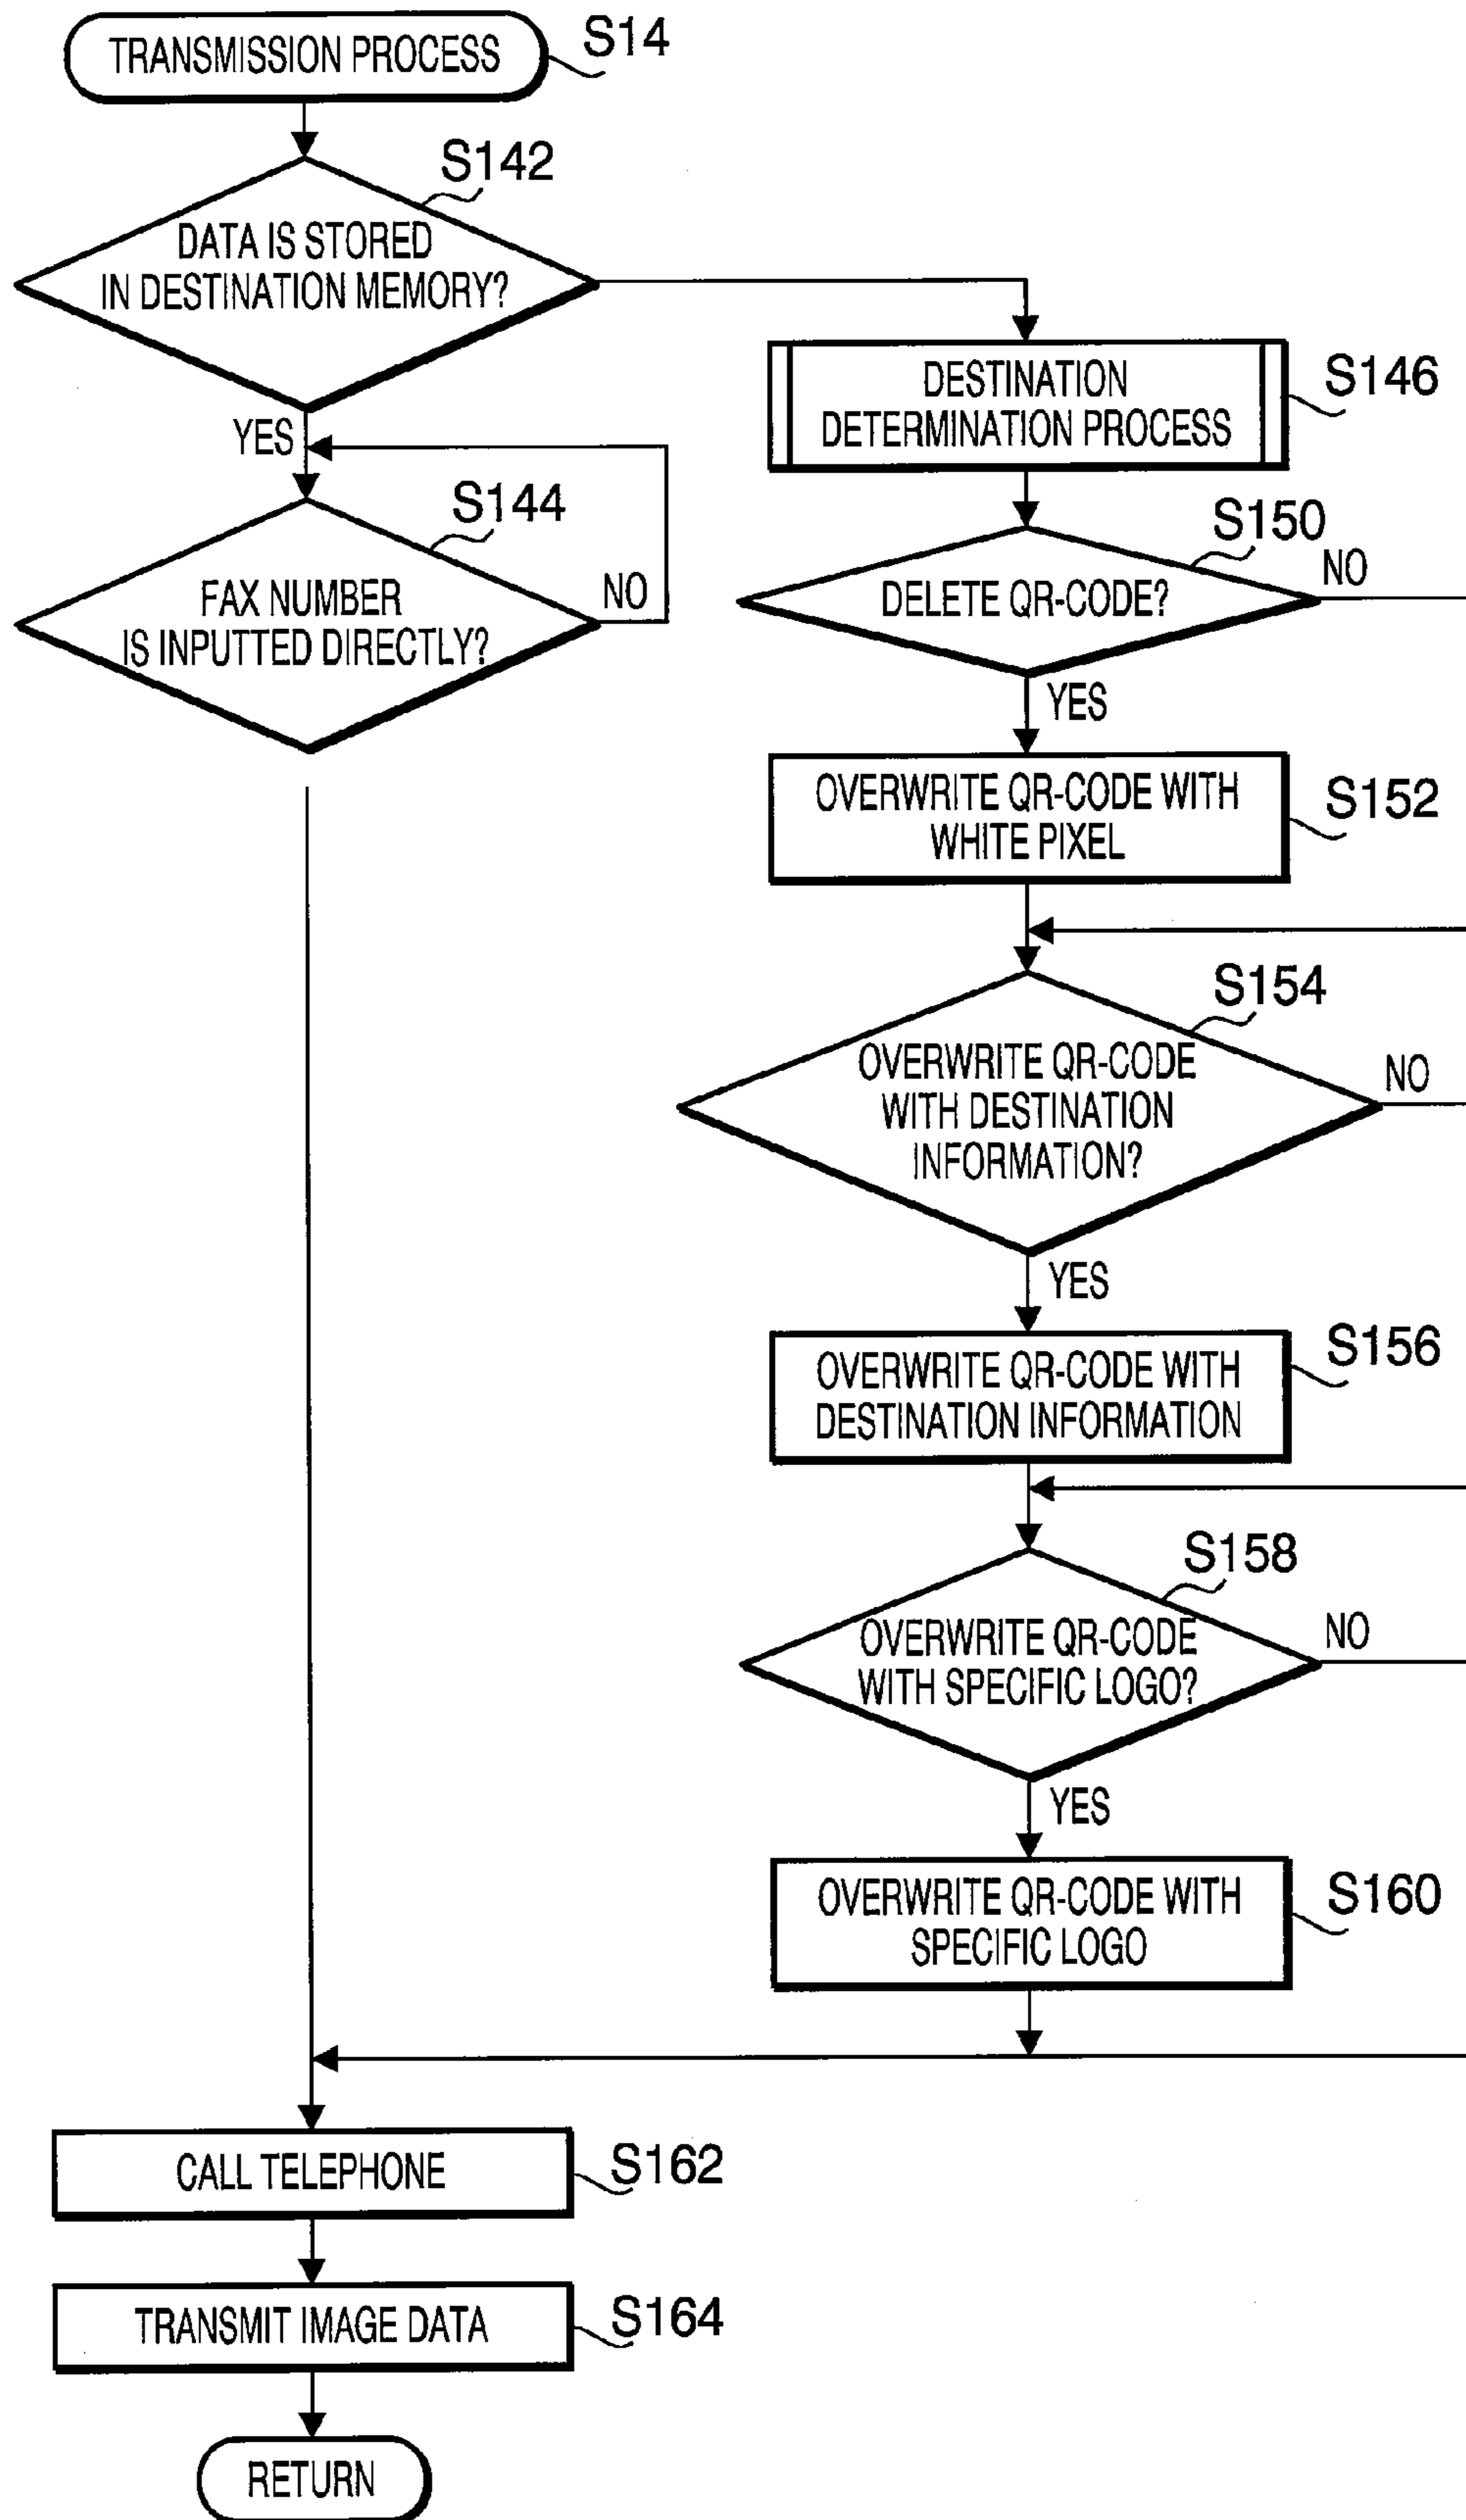 TRANSMISSION PROCESS
S14
S142
DATA IS STORED
IN DESTINATION MEMORY?
YES
S144
FAX NUMBER
IS INPUTTED DIRECTLY?
NO
DESTINATION
DETERMINATION PROCESS
S146
S150
DELETE QR-CODE?
NO
YES
OVERWRITE QR-CODE WITH
WHITE PIXEL
S152
S154
OVERWRITE QR-CODE
WITH DESTINATION
INFORMATION?
NO
YES
OVERWRITE QR-CODE WITH
DESTINATION INFORMATION
S156
S158
OVERWRITE QR-CODE
WITH SPECIFIC LOGO?
NO
YES
OVERWRITE QR-CODE WITH
SPECIFIC LOGO
S160
CALL TELEPHONE
S162
TRANSMIT IMAGE DATA
S164
RETURN